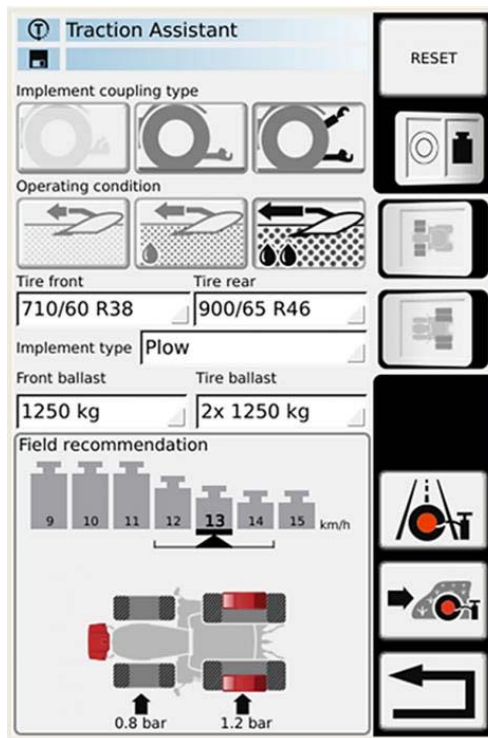 T Traction Assistant
RESET
Implement coupling type
Operating condition
Tire front Tire rear
710/60 R38 900/65 R46
Implement type Plow
Front ballast Tire ballast
1250 kg 2x 1250 kg
Field recommendation
9 10 11 12 13 14 15 km/h
0.8 bar 1.2 bar